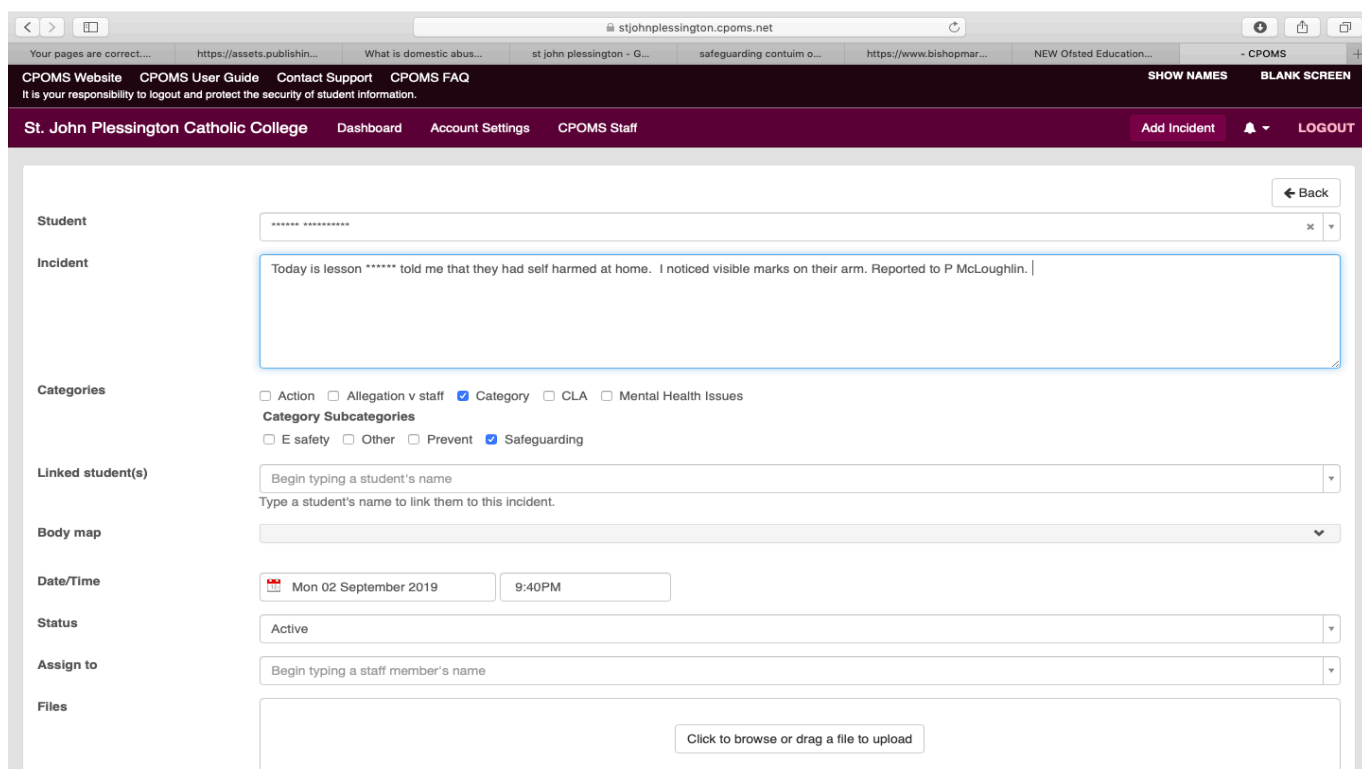 stjohnplessington.cpoms.net
Your pages are correct.... https://assets.publishin... What is domestic abus... st john plessington - G... safeguarding contuim o... https://www.bishopmar... NEW Ofsted Education... - CPOMS
CPOMS Website CPOMS User Guide Contact Support CPOMS FAQ SHOW NAMES BLANK SCREEN
It is your responsibility to logout and protect the security of student information.
St. John Plessington Catholic College Dashboard Account Settings CPOMS Staff Add Incident LOGOUT
Back
Student ****** **********
Incident Today is lesson ****** told me that they had self harmed at home. I noticed visible marks on their arm. Reported to P McLoughlin.
Categories Action Allegation v staff Category CLA Mental Health Issues
Category Subcategories
E safety Other Prevent Safeguarding
Linked student(s) Begin typing a student's name
Type a student's name to link them to this incident.
Body map
Date/Time Mon 02 September 2019 9:40PM
Status Active
Assign to Begin typing a staff member's name
Files
Click to browse or drag a file to upload